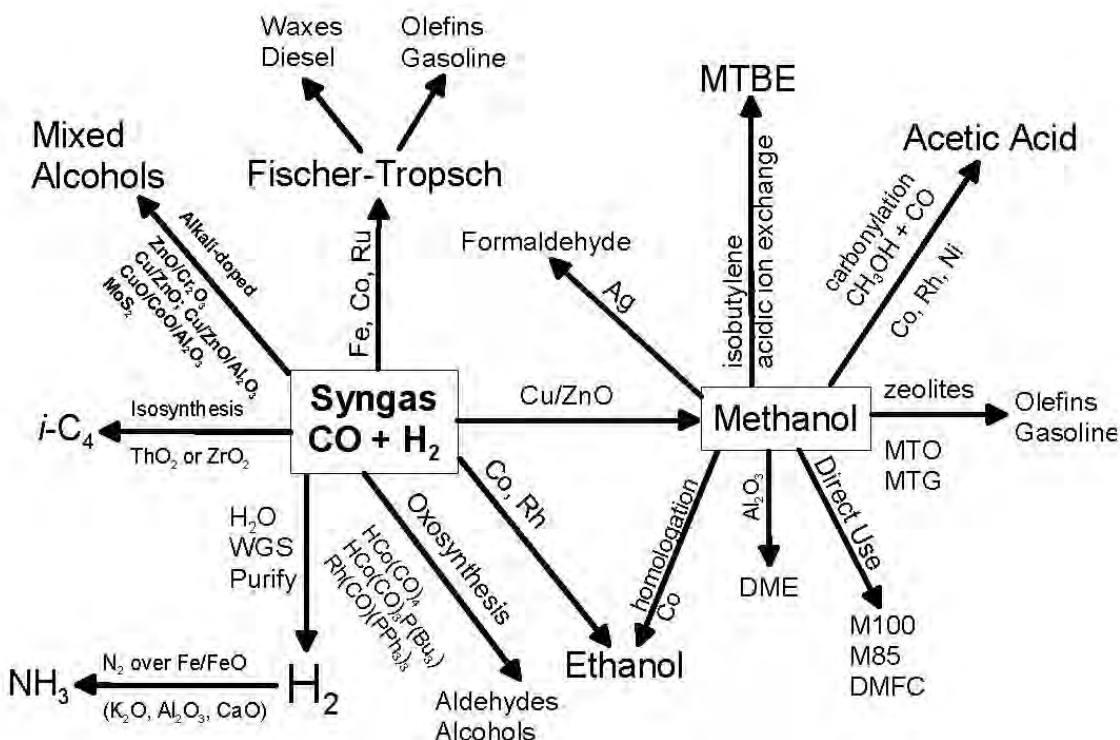 Waxes
Diesel
Olefins
Gasoline
MTBE
Mixed
Alcohols
Fischer-Tropsch
Acetic Acid
Formaldehyde
Ag
isobutylene
acidic ion exchange
carbonylation
CH₃OH + CO
Co, Rh, Ni
Alkali-doped
ZnO/Cr₂O₃
Cu/ZnO; Cu/ZnO/Al₂O₃
CuO/CoO/Al₂O₃
MoS₂
Fe, Co, Ru
Syngas
CO + H₂
Cu/ZnO
Methanol
zeolites
Olefins
Gasoline
MTO
MTG
i-C₄
Isosynthesis
ThO₂ or ZrO₂
H₂O
WGS
Purify
Oxosynthesis
HCo(CO)₄
HCo(CO)₃P(Bu₃)
Rh(CO)(PPh₃)₃
Co, Rh
homologation
Co
Al₂O₃
Direct Use
DME
M100
M85
DMFC
Ethanol
Aldehydes
Alcohols
NH₃
N₂ over Fe/FeO
(K₂O, Al₂O₃, CaO)
H₂